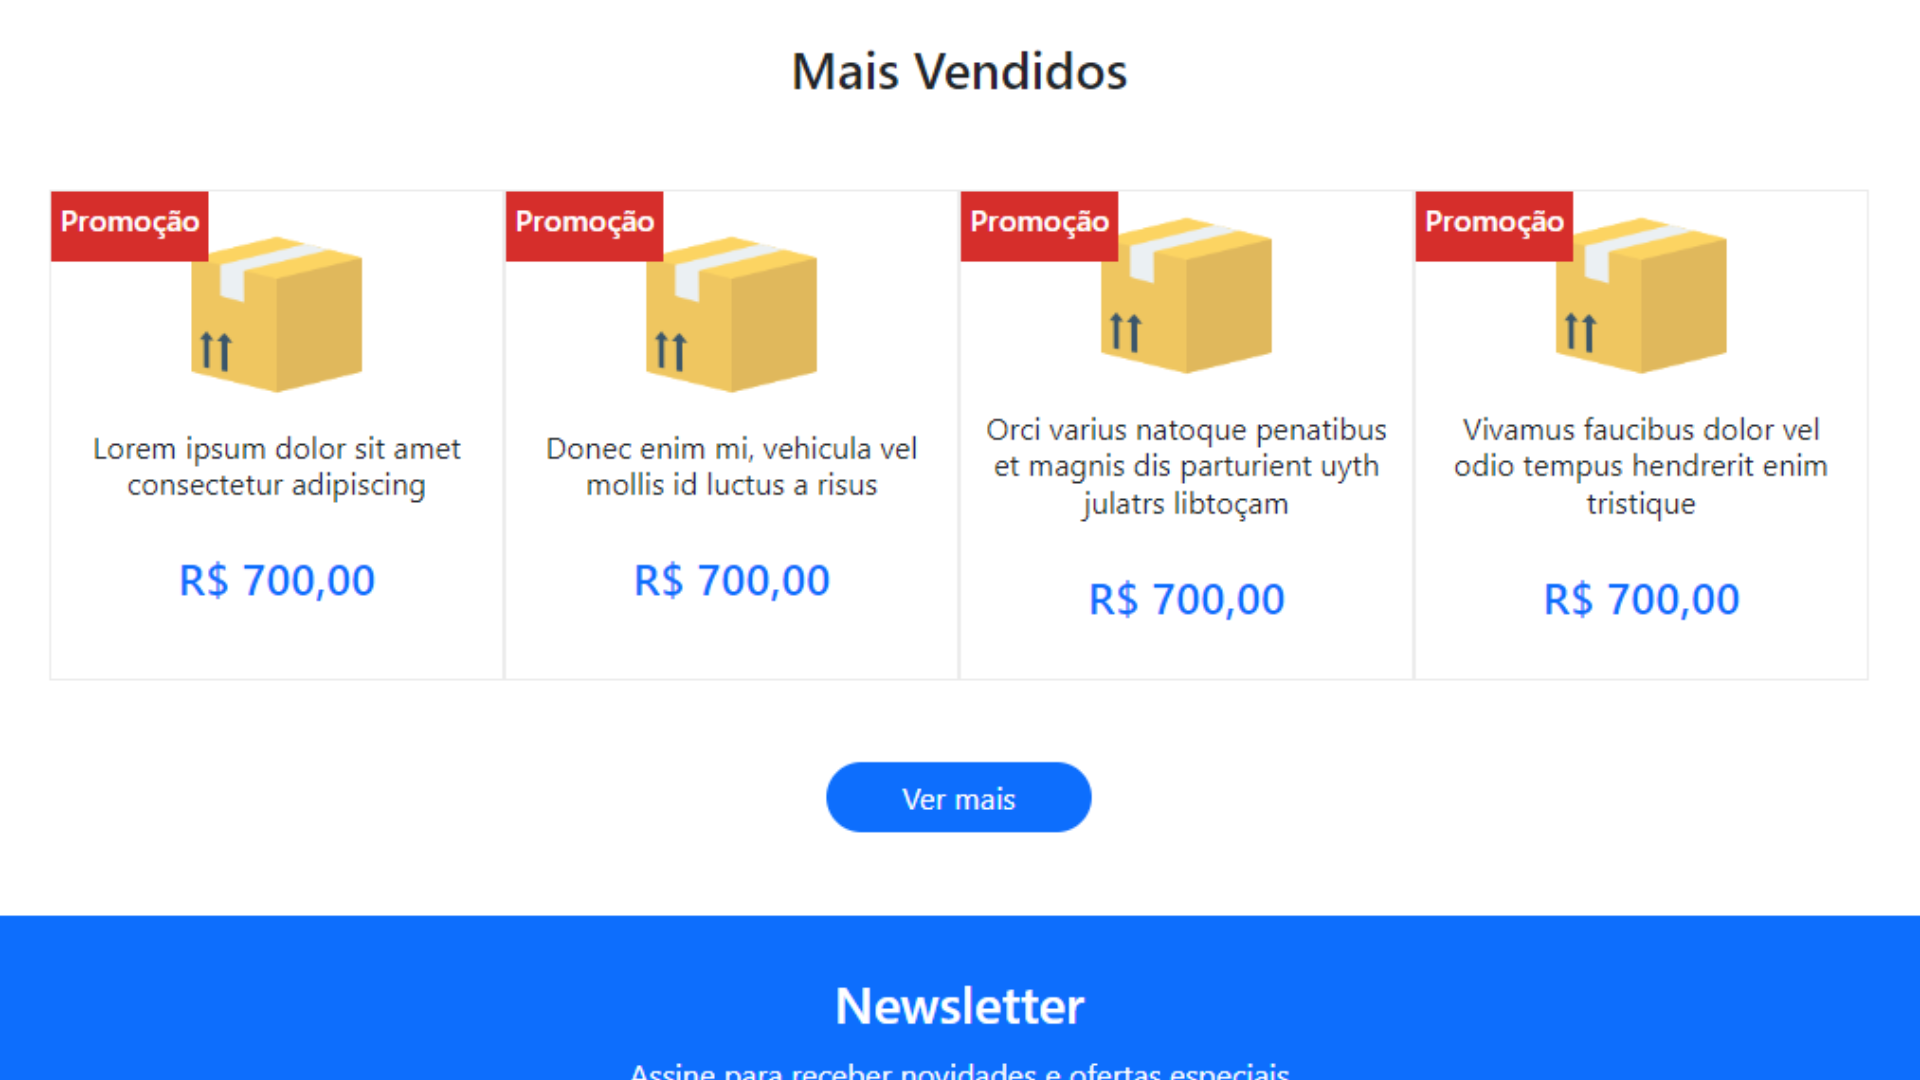 Mais Vendidos
Promoção
Lorem ipsum dolor sit amet
consectetur adipiscing
R$ 700,00
Promoção
Donec enim mi, vehicula vel
mollis id luctus a risus
R$ 700,00
Promoção
Orci varius natoque penatibus
et magnis dis parturient uyth
julatrs libtoçam
R$ 700,00
Promoção
Vivamus faucibus dolor vel
odio tempus hendrerit enim
tristique
R$ 700,00
Ver mais
Newsletter
Assine para receber novidades e ofertas especiais